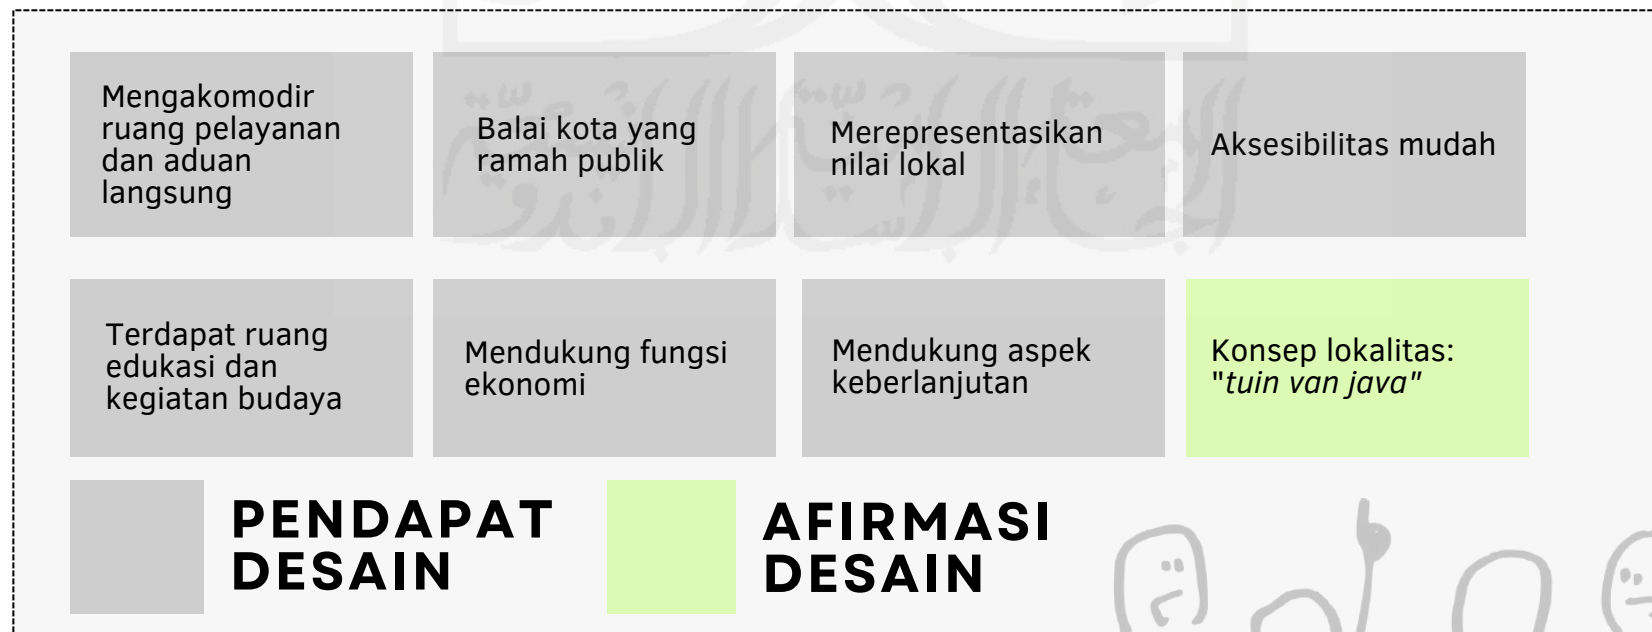 Mengakomodir
ruang pelayanan
dan aduan
langsung
Balai kota yang
ramah publik
Merepresentasikan
nilai lokal
Aksesibilitas mudah
Terdapat ruang
edukasi dan
kegiatan budaya
Mendukung fungsi
ekonomi
Mendukung aspek
keberlanjutan
Konsep lokalitas:
"tuin van java"
PENDAPAT
DESAIN
AFIRMASI
DESAIN